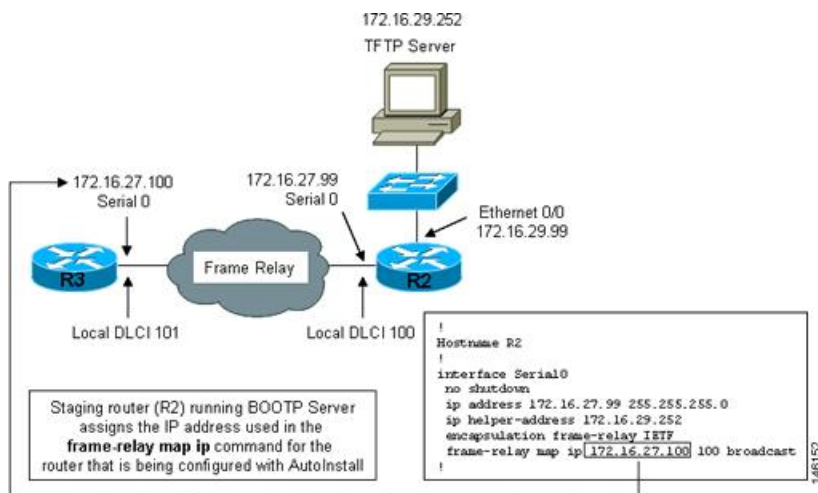 172.16.29.252
TFTP Server
172.16.27.100
Serial 0
172.16.27.99
Serial 0
Ethernet 0/0
172.16.29.99
R3
Frame Relay
R2
Local DLCI 101
Local DLCI 100
Staging router (R2) running BOOTP Server
assigns the IP address used in the
frame-relay map ip command for the
router that is being configured with AutoInstall
!
Hostname R2
!
interface Serial0
no shutdown
ip address 172.16.27.99 255.255.255.0
ip helper-address 172.16.29.252
encapsulation frame-relay IETF
frame-relay map ip 172.16.27.100 100 broadcast
!
146152